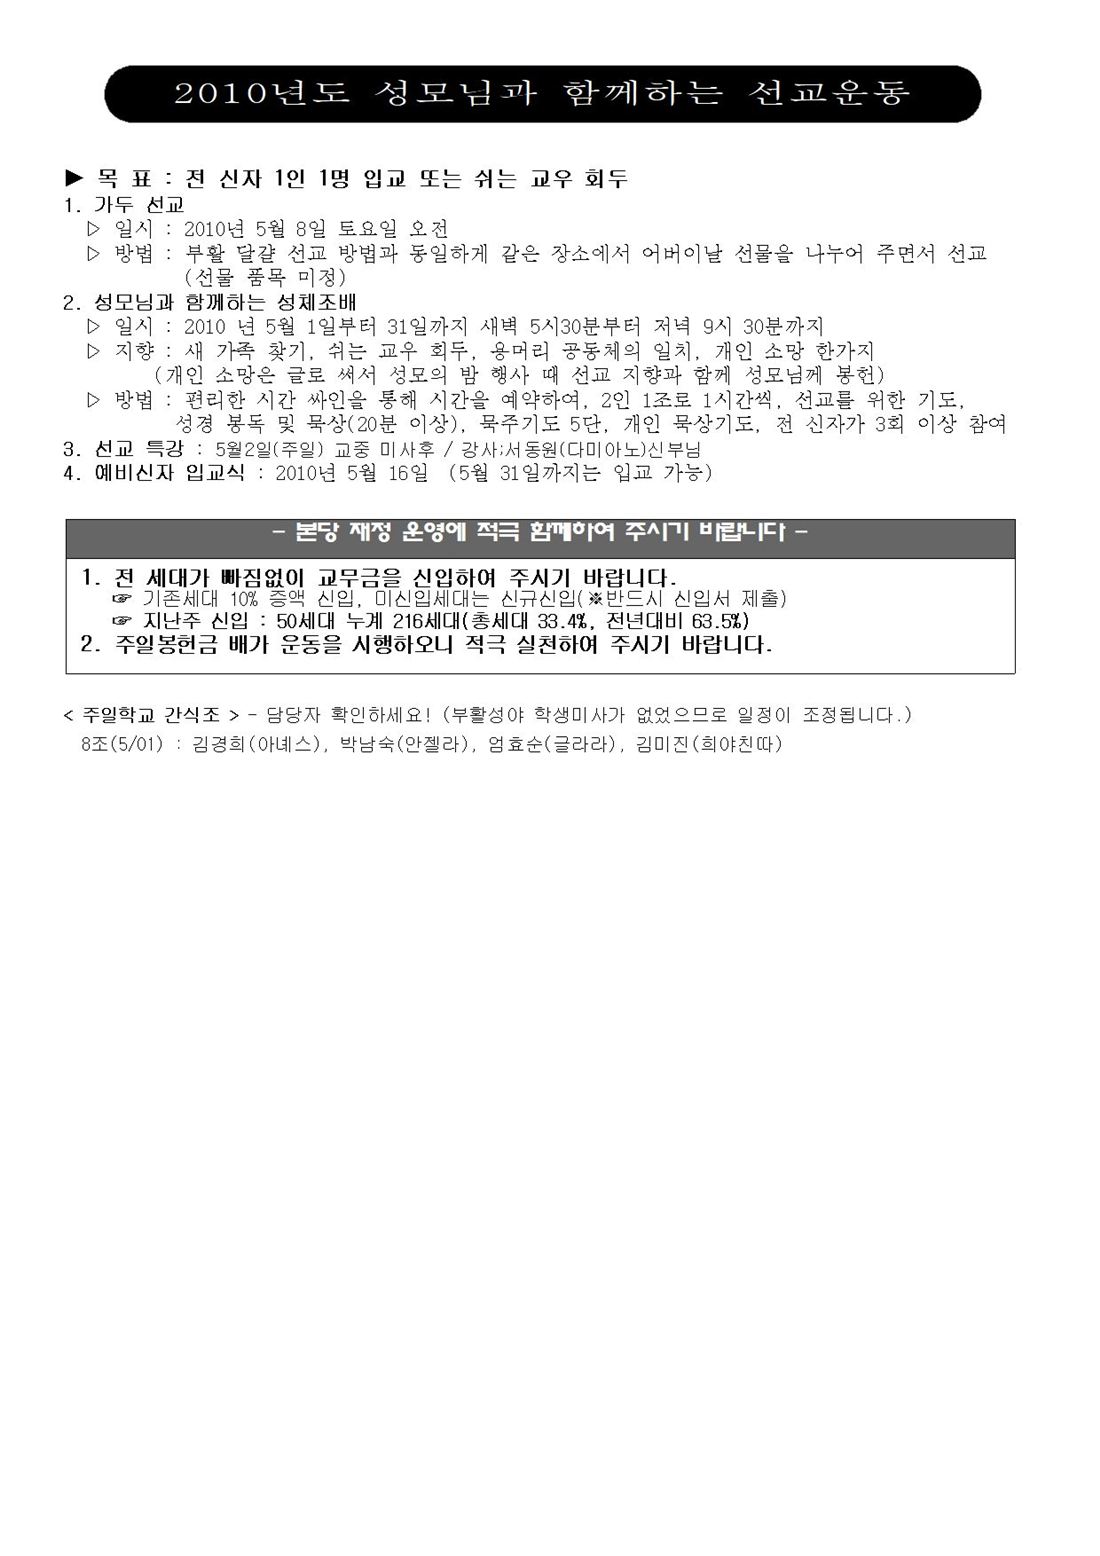 2010년도 성모님과 함께하는 선교운동
▶ 목 표 : 전 신자 1인 1명 입교 또는 쉬는 교우 회두
1. 가두 선교
▷ 일시 : 2010년 5월 8일 토요일 오전
▷ 방법 : 부활 달걀 선교 방법과 동일하게 같은 장소에서 어버이날 선물을 나누어 주면서 선교
(선물 품목 미정)
2. 성모님과 함께하는 성체조배
▷ 일시 : 2010 년 5월 1일부터 31일까지 새벽 5시30분부터 저녁 9시 30분까지
▷ 지향 : 새 가족 찾기, 쉬는 교우 회두, 용머리 공동체의 일치, 개인 소망 한가지
(개인 소망은 글로 써서 성모의 밤 행사 때 선교 지향과 함께 성모님께 봉헌)
▷ 방법 : 편리한 시간 싸인을 통해 시간을 예약하여, 2인 1조로 1시간씩, 선교를 위한 기도,
성경 봉독 및 묵상(20분 이상), 묵주기도 5단, 개인 묵상기도, 전 신자가 3회 이상 참여
3. 선교 특강 : 5월2일(주일) 교중 미사후 / 강사;서동원(다미아노)신부님
4. 예비신자 입교식 : 2010년 5월 16일 (5월 31일까지는 입교 가능)
- 본당 재정 운영에 적극 함께하여 주시기 바랍니다 -
1. 전 세대가 빠짐없이 교무금을 신입하여 주시기 바랍니다.
☞ 기존세대 10% 증액 신입, 미신입세대는 신규신입(※반드시 신입서 제출)
☞ 지난주 신입 : 50세대 누계 216세대(총세대 33.4%, 전년대비 63.5%)
2. 주일봉헌금 배가 운동을 시행하오니 적극 실천하여 주시기 바랍니다.
< 주일학교 간식조 > - 담당자 확인하세요! (부활성야 학생미사가 없었으므로 일정이 조정됩니다.)
8조(5/01) : 김경희(아녜스), 박남숙(안젤라), 엄효순(글라라), 김미진(희야친따)